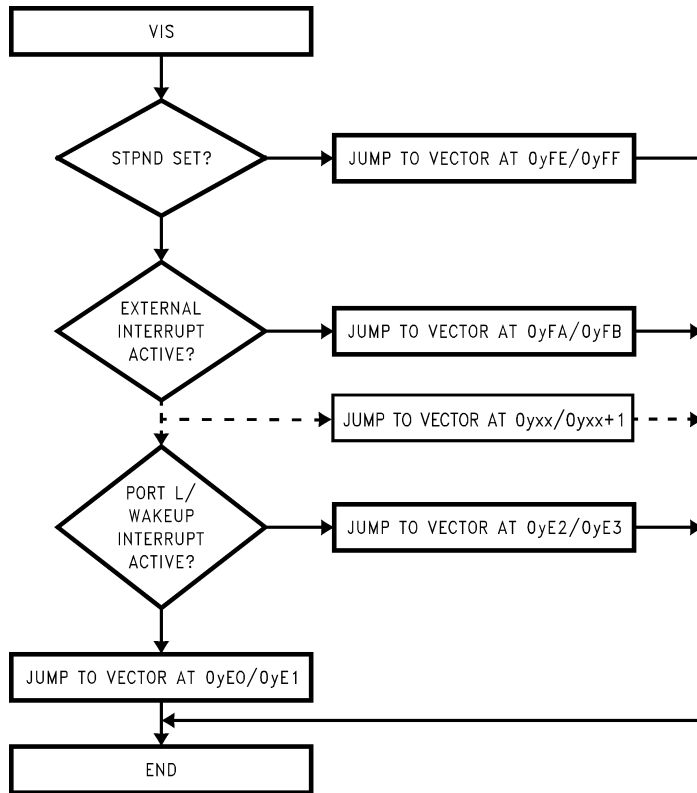 VIS
STPND SET?
JUMP TO VECTOR AT 0yFE/0yFF
EXTERNAL
INTERRUPT
ACTIVE?
JUMP TO VECTOR AT 0yFA/0yFB
JUMP TO VECTOR AT 0yxx/0yxx+1
PORT L/
WAKEUP
INTERRUPT
ACTIVE?
JUMP TO VECTOR AT 0yE2/0yE3
JUMP TO VECTOR AT 0yE0/0yE1
END